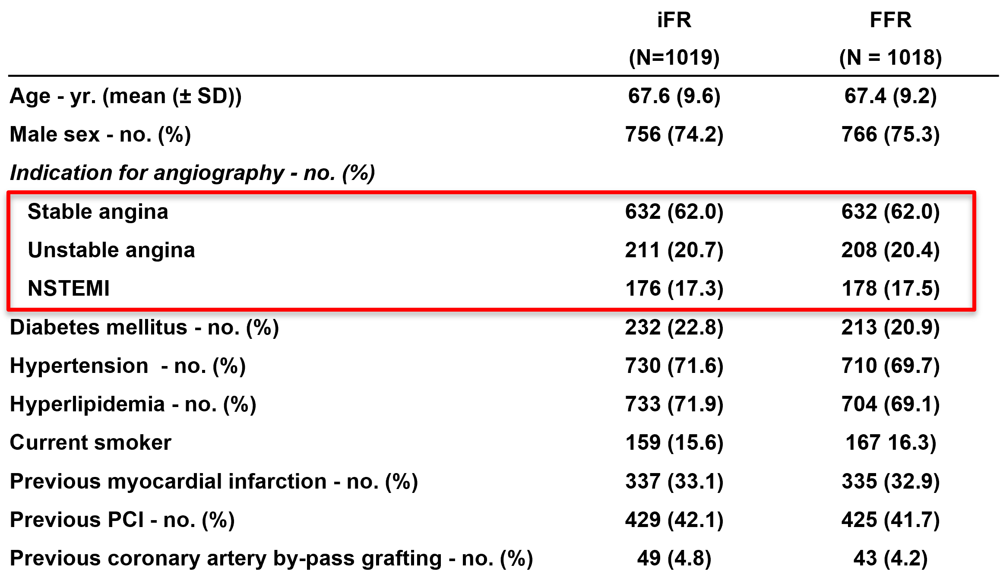 iFR FFR
(N=1019) (N = 1018)
Age - yr. (mean (± SD)) 67.6 (9.6) 67.4 (9.2)
Male sex - no. (%) 756 (74.2) 766 (75.3)
Indication for angiography - no. (%)
Stable angina 632 (62.0) 632 (62.0)
Unstable angina 211 (20.7) 208 (20.4)
NSTEMI 176 (17.3) 178 (17.5)
Diabetes mellitus - no. (%) 232 (22.8) 213 (20.9)
Hypertension  - no. (%) 730 (71.6) 710 (69.7)
Hyperlipidemia - no. (%) 733 (71.9) 704 (69.1)
Current smoker 159 (15.6) 167 16.3)
Previous myocardial infarction - no. (%) 337 (33.1) 335 (32.9)
Previous PCI - no. (%) 429 (42.1) 425 (41.7)
Previous coronary artery by-pass grafting - no. (%) 49 (4.8) 43 (4.2)